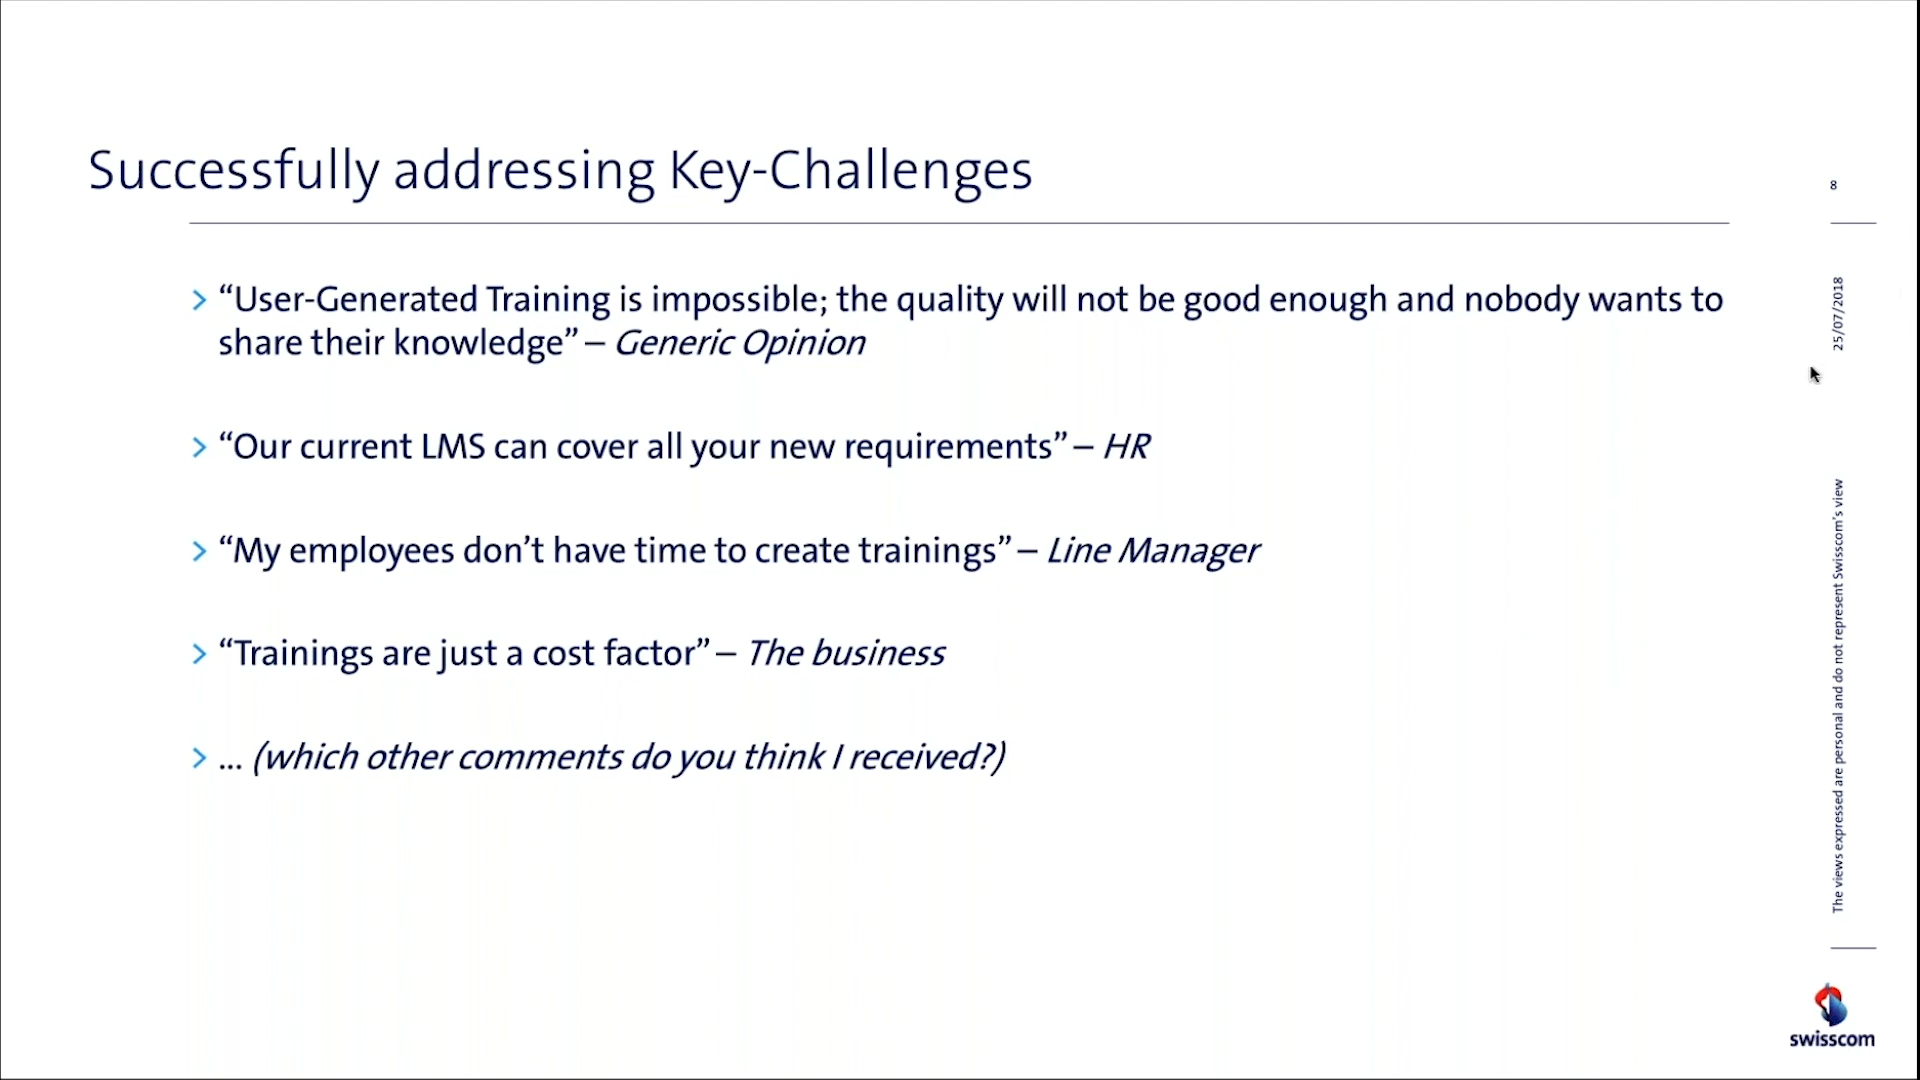 Successfully addressing Key-Challenges
8
> “User-Generated Training is impossible; the quality will not be good enough and nobody wants to
share their knowledge” – Generic Opinion
> “Our current LMS can cover all your new requirements” – HR
> “My employees don’t have time to create trainings” – Line Manager
> “Trainings are just a cost factor” – The business
> ... (which other comments do you think I received?)
25/07/2018
The views expressed are personal and do not represent Swisscom's view
swisscom